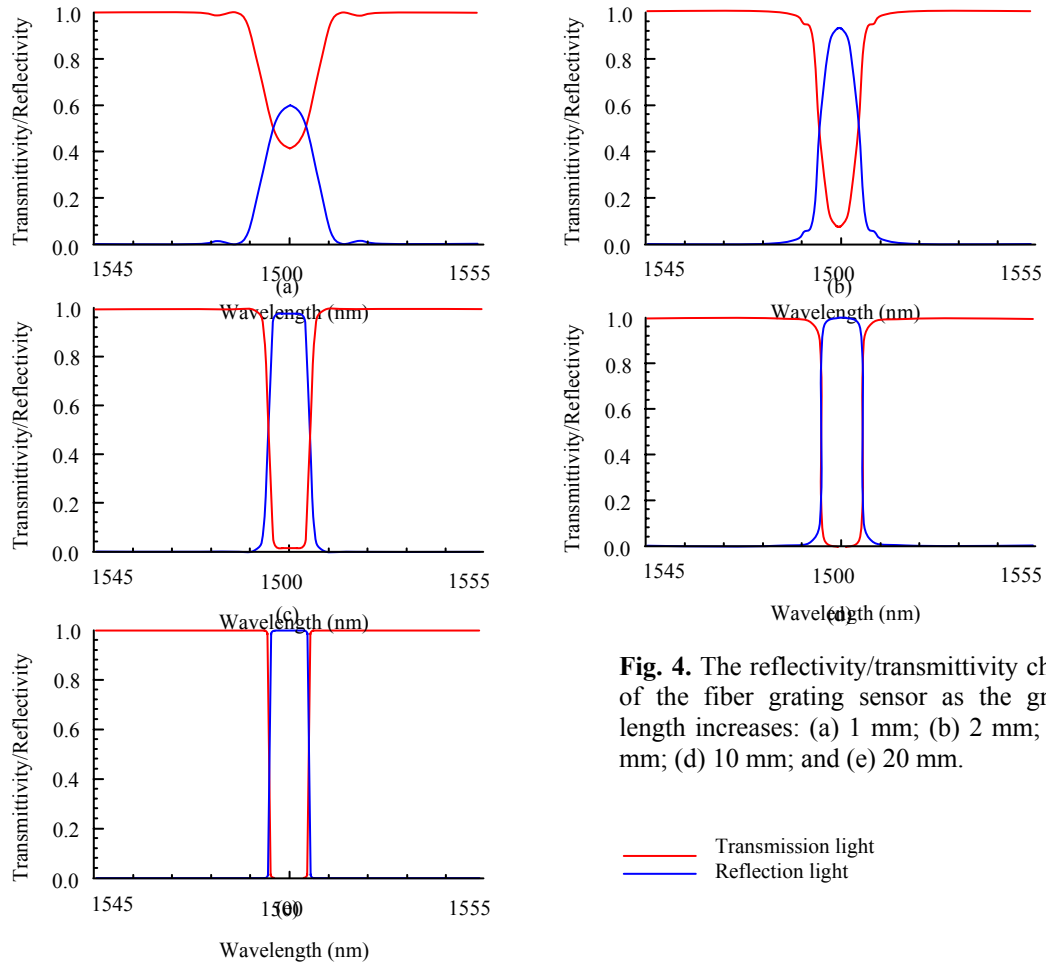 1.0
0.8
0.6
0.4
0.2
0.0
Transmittivity/Reflectivity
1545
1500
1555
(a)
Wavelength (nm)
1.0
0.8
0.6
0.4
0.2
0.0
Transmittivity/Reflectivity
1545
1500
1555
(b)
Wavelength (nm)
1.0
0.8
0.6
0.4
0.2
0.0
Transmittivity/Reflectivity
1545
1500
1555
(c)
Wavelength (nm)
1.0
0.8
0.6
0.4
0.2
0.0
Transmittivity/Reflectivity
1545
1500
1555
(d)
Wavelength (nm)
1.0
0.8
0.6
0.4
0.2
0.0
Transmittivity/Reflectivity
1545
1500
1555
(e)
Wavelength (nm)
Fig. 4. The reflectivity/transmittivity ch
of the fiber grating sensor as the gr
length increases: (a) 1 mm; (b) 2 mm;
mm; (d) 10 mm; and (e) 20 mm.
Transmission light
Reflection light